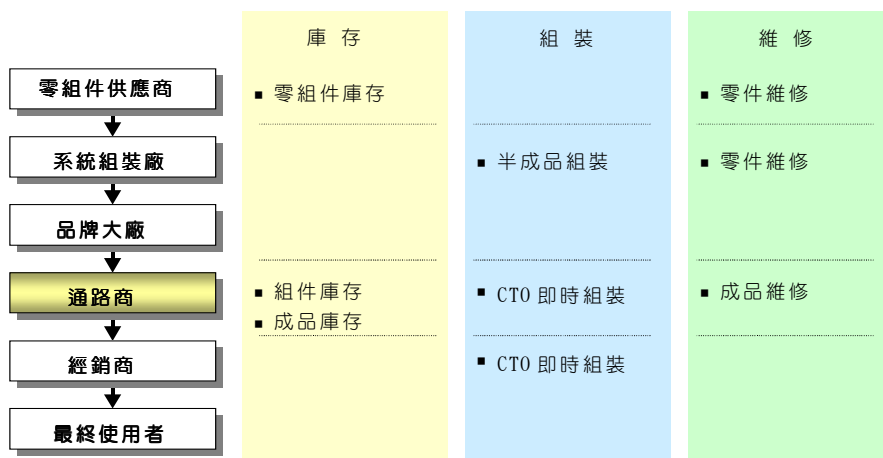 庫存 組裝 維修
零組件供應商 ■ 零組件庫存 ■ 零件維修
系統組裝廠 ■ 半成品組裝 ■ 零件維修
品牌大廠
通路商 ■ 組件庫存 ■ CTO 即時組裝 ■ 成品維修
■ 成品庫存
經銷商 ■ CTO 即時組裝
最終使用者